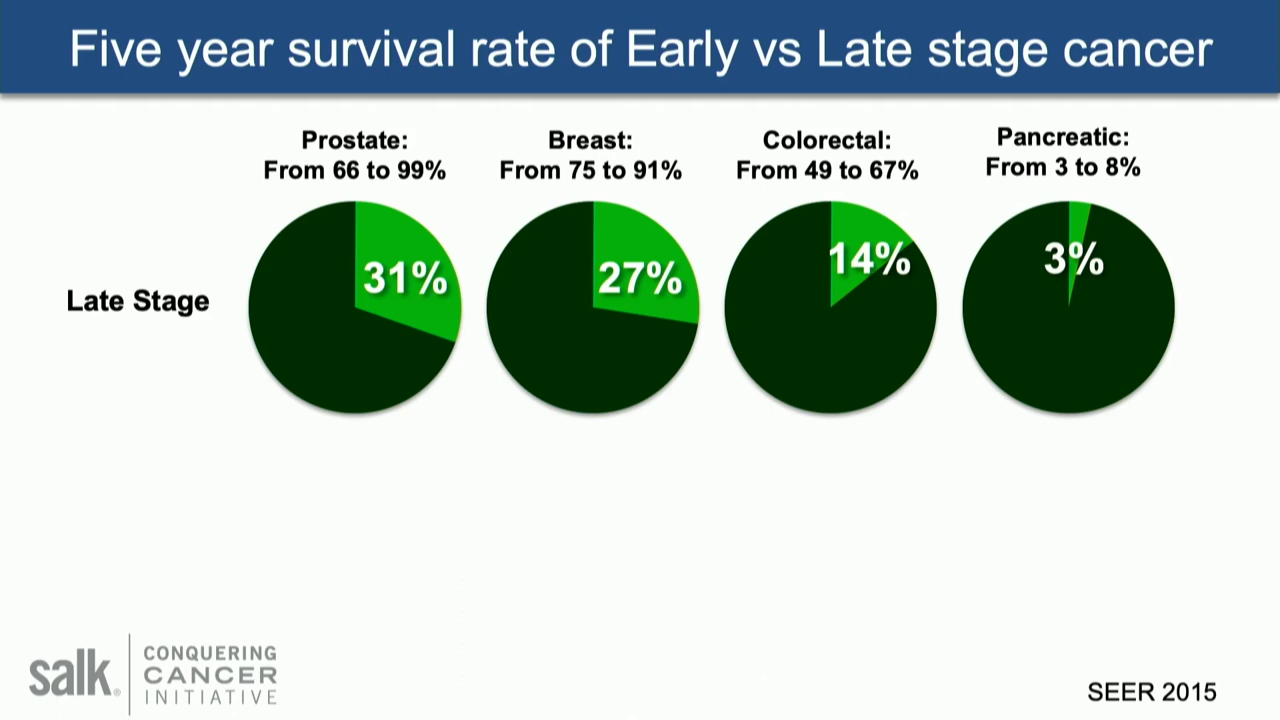 Five year survival rate of Early vs Late stage cancer
Prostate:
From 66 to 99%
Breast:
From 75 to 91%
Colorectal:
From 49 to 67%
Pancreatic:
From 3 to 8%
Late Stage
31%
27%
14%
3%
salk®
CONQUERING
CANCER
INITIATIVE
SEER 2015